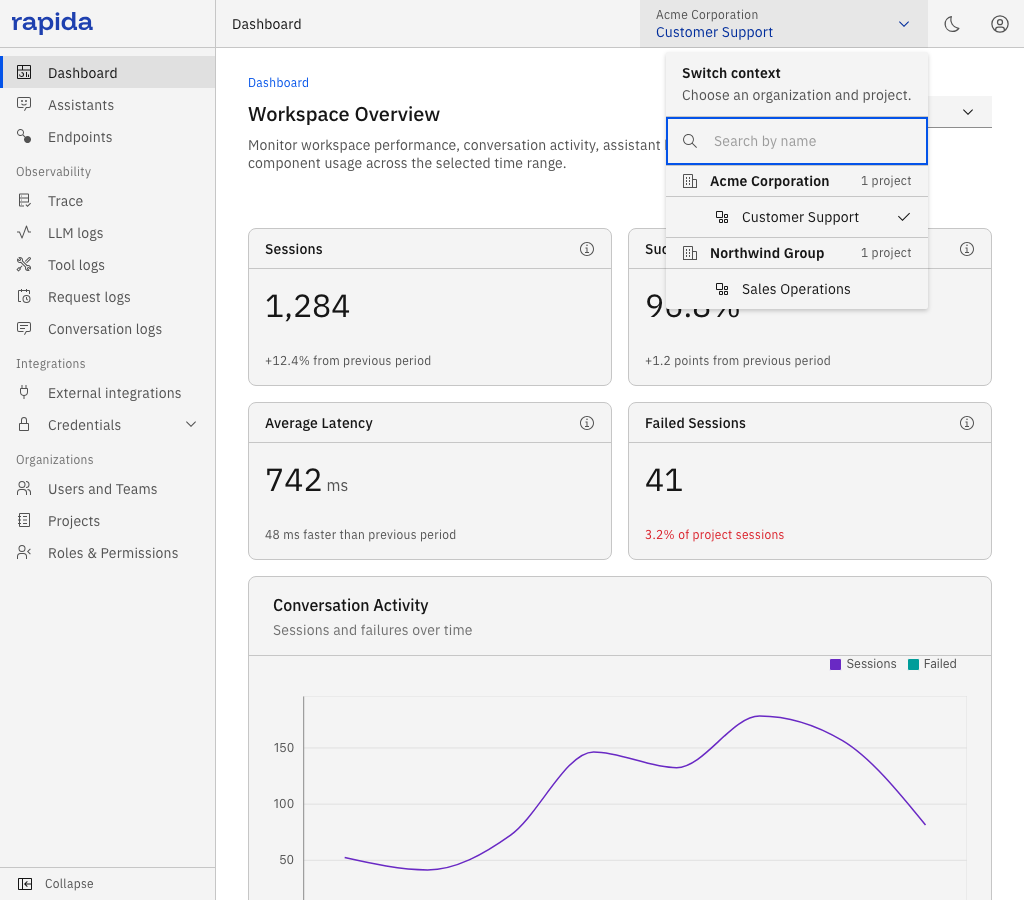 rapida
Dashboard
Acme Corporation
Customer Support
Dashboard
Assistants
Endpoints
Observability
Trace
LLM logs
Tool logs
Request logs
Conversation logs
Integrations
External integrations
Credentials
Organizations
Users and Teams
Projects
Roles & Permissions
Collapse
Switch context
Choose an organization and project.
Search by name
Acme Corporation 1 project
Customer Support
Northwind Group 1 project
Sales Operations
Dashboard
Workspace Overview
Monitor workspace performance, conversation activity, assistant
component usage across the selected time range.
Sessions
1,284
+12.4% from previous period
+1.2 points from previous period
Average Latency
742 ms
48 ms faster than previous period
Failed Sessions
41
3.2% of project sessions
Conversation Activity
Sessions and failures over time
Sessions Failed
150
100
50